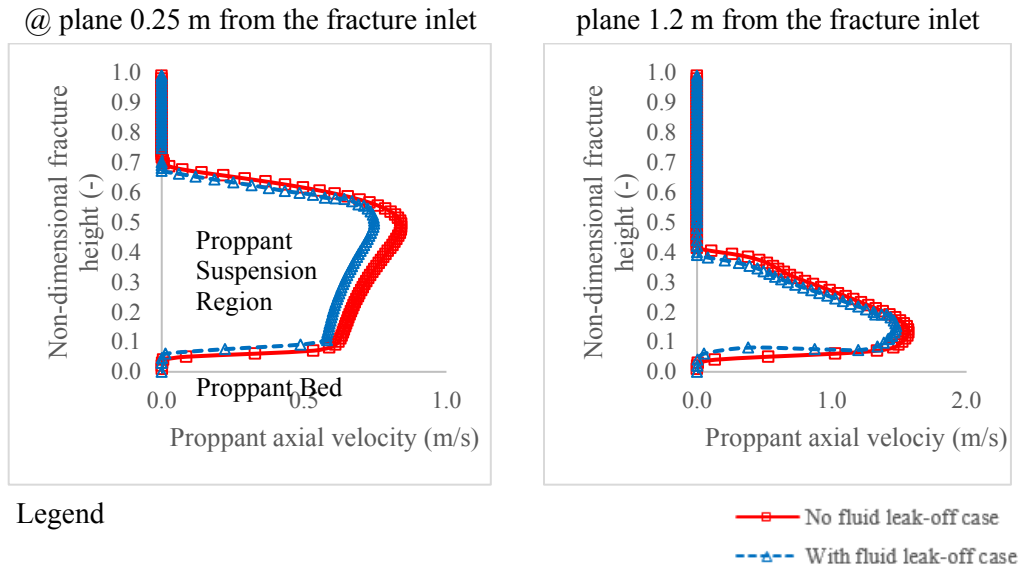 @ plane 0.25 m from the fracture inlet
Non-dimensional fracture
height (-)
1.0
0.9
0.8
0.7
0.6
0.5
0.4
0.3
0.2
0.1
0.0
Proppant
Suspension
Region
Proppant Bed
0.0 0.5 1.0
Proppant axial velocity (m/s)
plane 1.2 m from the fracture inlet
Non-dimensional fracture
height (-)
1.0
0.9
0.8
0.7
0.6
0.5
0.4
0.3
0.2
0.1
0.0
0.0 1.0 2.0
Proppant axial velociy (m/s)
Legend
No fluid leak-off case
With fluid leak-off case